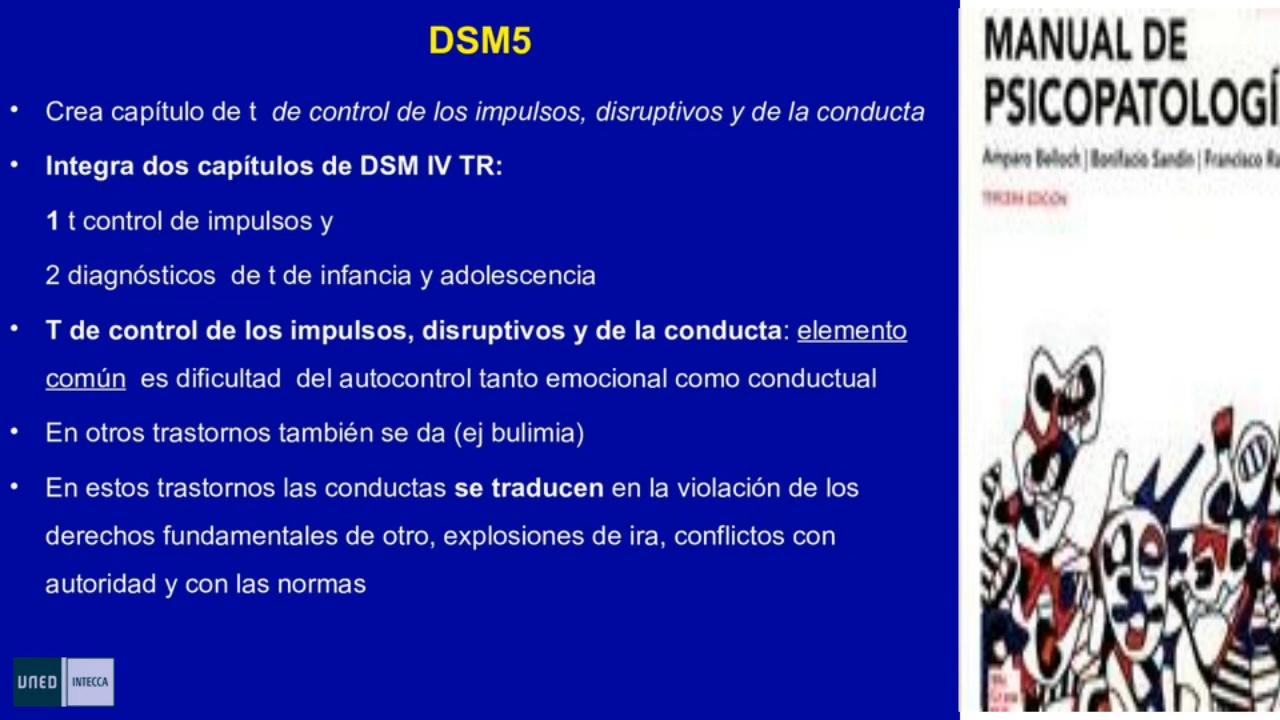 DSM5
• Crea capítulo de t de control de los impulsos, disruptivos y de la conducta
• Integra dos capítulos de DSM IV TR:
1 t control de impulsos y
2 diagnósticos de t de infancia y adolescencia
• T de control de los impulsos, disruptivos y de la conducta: elemento
común es dificultad del autocontrol tanto emocional como conductual
• En otros trastornos también se da (ej bulimia)
• En estos trastornos las conductas se traducen en la violación de los
derechos fundamentales de otro, explosiones de ira, conflictos con
autoridad y con las normas
UNED INTECCA
MANUAL DE
PSICOPATOLOGÍ
Amparo Belloch | Bonifacio Sandín | Francisco Ra
TERCERA EDICIÓN